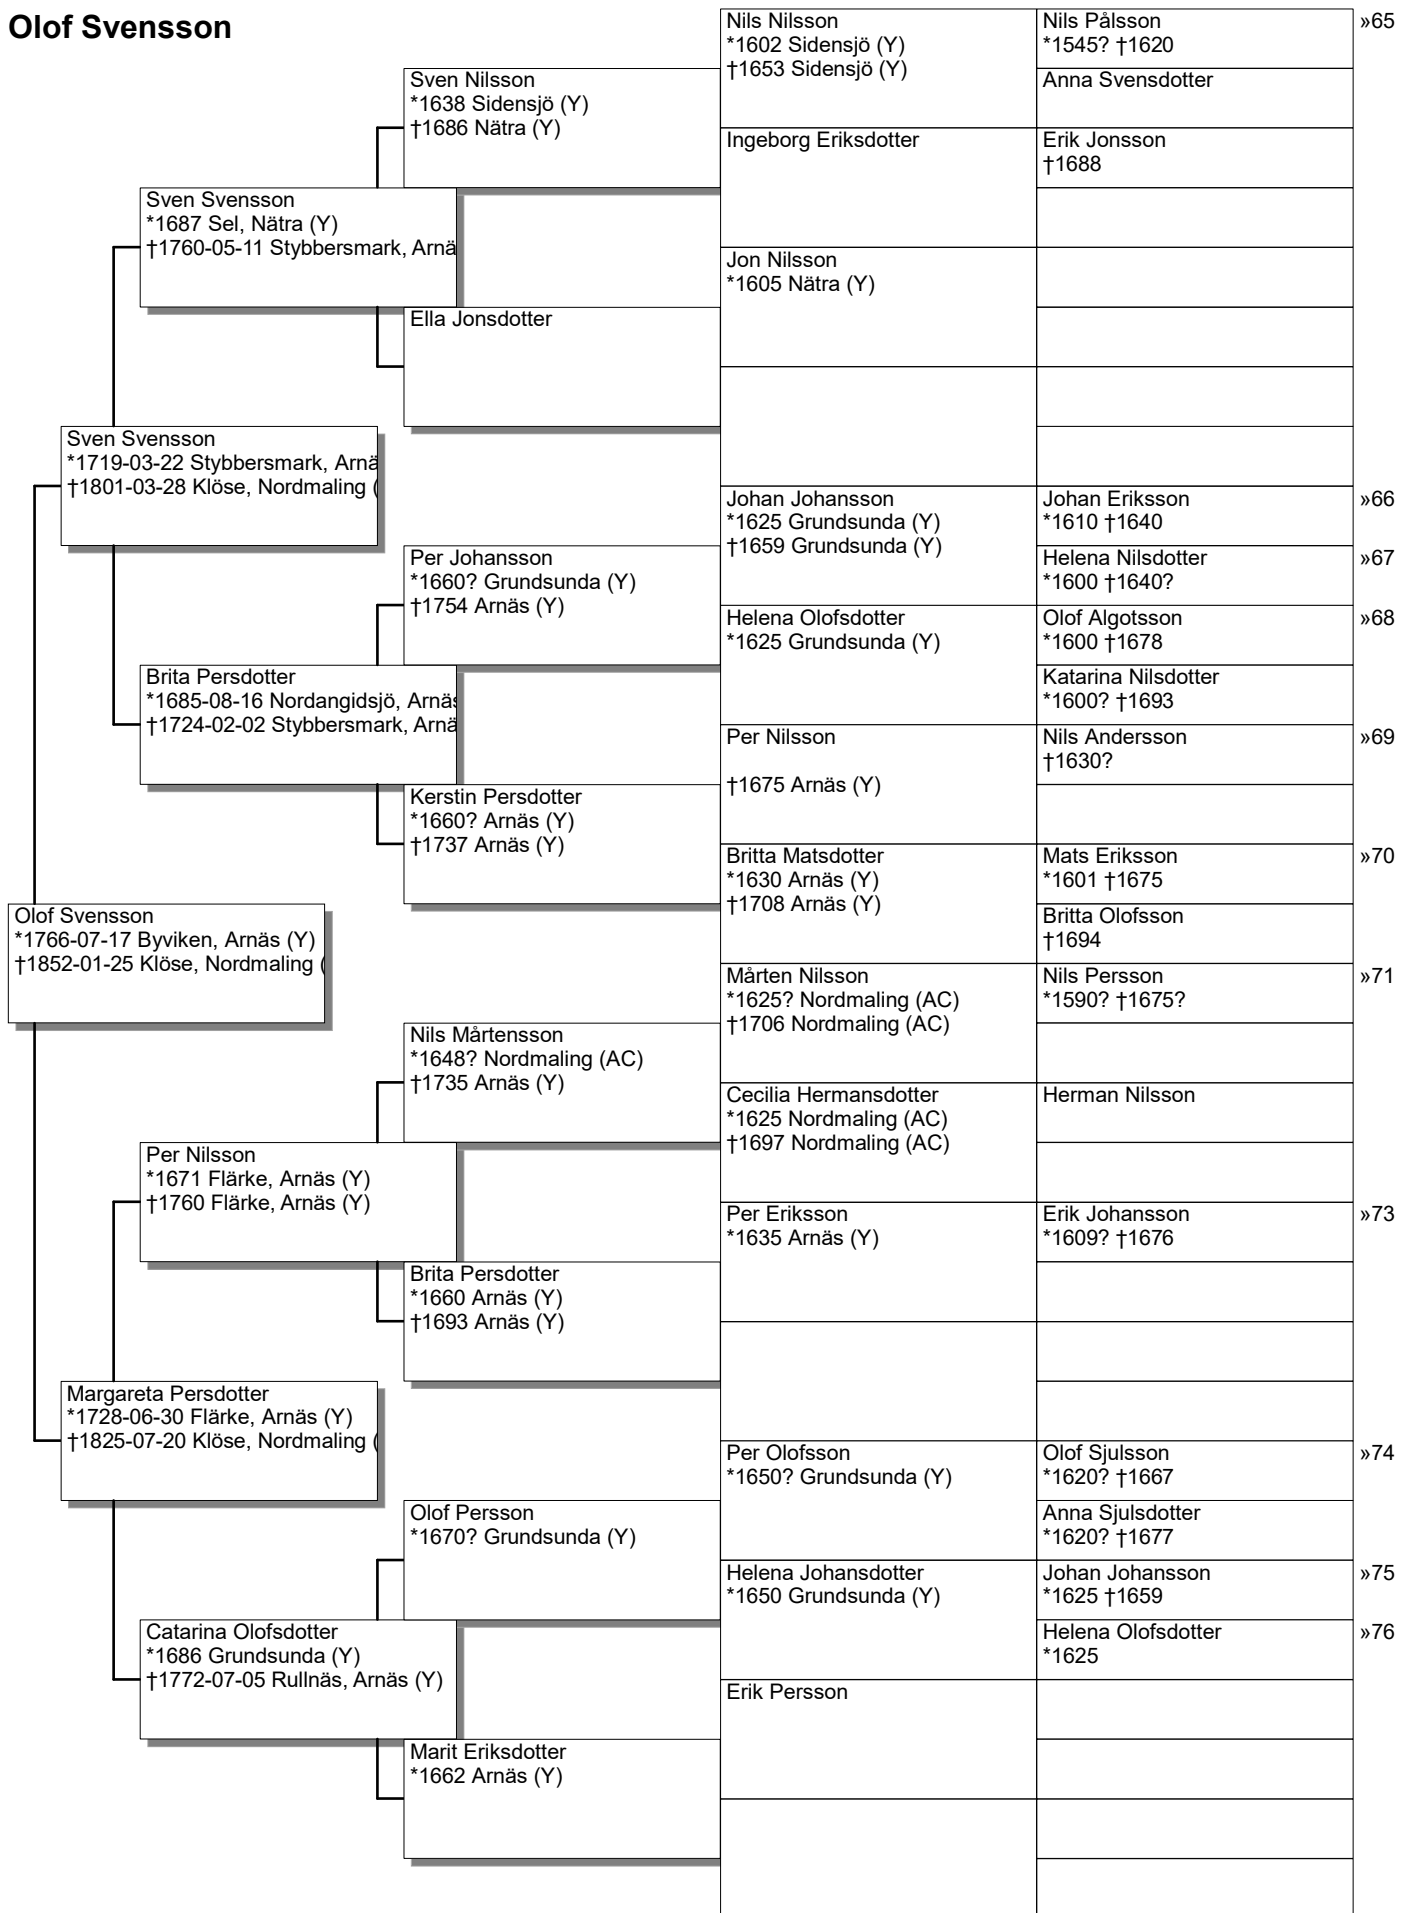 Olof Svensson
Nils Nilsson
*1602 Sidensjö (Y)
†1653 Sidensjö (Y)
Nils Pålsson
*1545? †1620
»65
Anna Svensdotter
Sven Nilsson
*1638 Sidensjö (Y)
†1686 Nätra (Y)
Ingeborg Eriksdotter
Erik Jonsson
†1688
Sven Svensson
*1687 Sel, Nätra (Y)
†1760-05-11 Stybbersmark, Arnä
Jon Nilsson
*1605 Nätra (Y)
Ella Jonsdotter
Sven Svensson
*1719-03-22 Stybbersmark, Arnä
†1801-03-28 Klöse, Nordmaling (
Johan Johansson
*1625 Grundsunda (Y)
†1659 Grundsunda (Y)
Johan Eriksson
*1610 †1640
»66
Per Johansson
*1660? Grundsunda (Y)
†1754 Arnäs (Y)
Helena Nilsdotter
*1600 †1640?
»67
Helena Olofsdotter
*1625 Grundsunda (Y)
Olof Algotsson
*1600 †1678
»68
Brita Persdotter
*1685-08-16 Nordangidsjö, Arnäs
†1724-02-02 Stybbersmark, Arnä
Katarina Nilsdotter
*1600? †1693
Per Nilsson
†1675 Arnäs (Y)
Nils Andersson
†1630?
»69
Kerstin Persdotter
*1660? Arnäs (Y)
†1737 Arnäs (Y)
Britta Matsdotter
*1630 Arnäs (Y)
†1708 Arnäs (Y)
Mats Eriksson
*1601 †1675
»70
Britta Olofsson
†1694
Olof Svensson
*1766-07-17 Byviken, Arnäs (Y)
†1852-01-25 Klöse, Nordmaling (
Mårten Nilsson
*1625? Nordmaling (AC)
†1706 Nordmaling (AC)
Nils Persson
*1590? †1675?
»71
Nils Mårtensson
*1648? Nordmaling (AC)
†1735 Arnäs (Y)
Cecilia Hermansdotter
*1625 Nordmaling (AC)
†1697 Nordmaling (AC)
Herman Nilsson
Per Nilsson
*1671 Flärke, Arnäs (Y)
†1760 Flärke, Arnäs (Y)
Per Eriksson
*1635 Arnäs (Y)
Erik Johansson
*1609? †1676
»73
Brita Persdotter
*1660 Arnäs (Y)
†1693 Arnäs (Y)
Margareta Persdotter
*1728-06-30 Flärke, Arnäs (Y)
†1825-07-20 Klöse, Nordmaling (
Per Olofsson
*1650? Grundsunda (Y)
Olof Sjulsson
*1620? †1667
»74
Olof Persson
*1670? Grundsunda (Y)
Anna Sjulsdotter
*1620? †1677
Helena Johansdotter
*1650 Grundsunda (Y)
Johan Johansson
*1625 †1659
»75
Catarina Olofsdotter
*1686 Grundsunda (Y)
†1772-07-05 Rullnäs, Arnäs (Y)
Helena Olofsdotter
*1625
»76
Erik Persson
Marit Eriksdotter
*1662 Arnäs (Y)